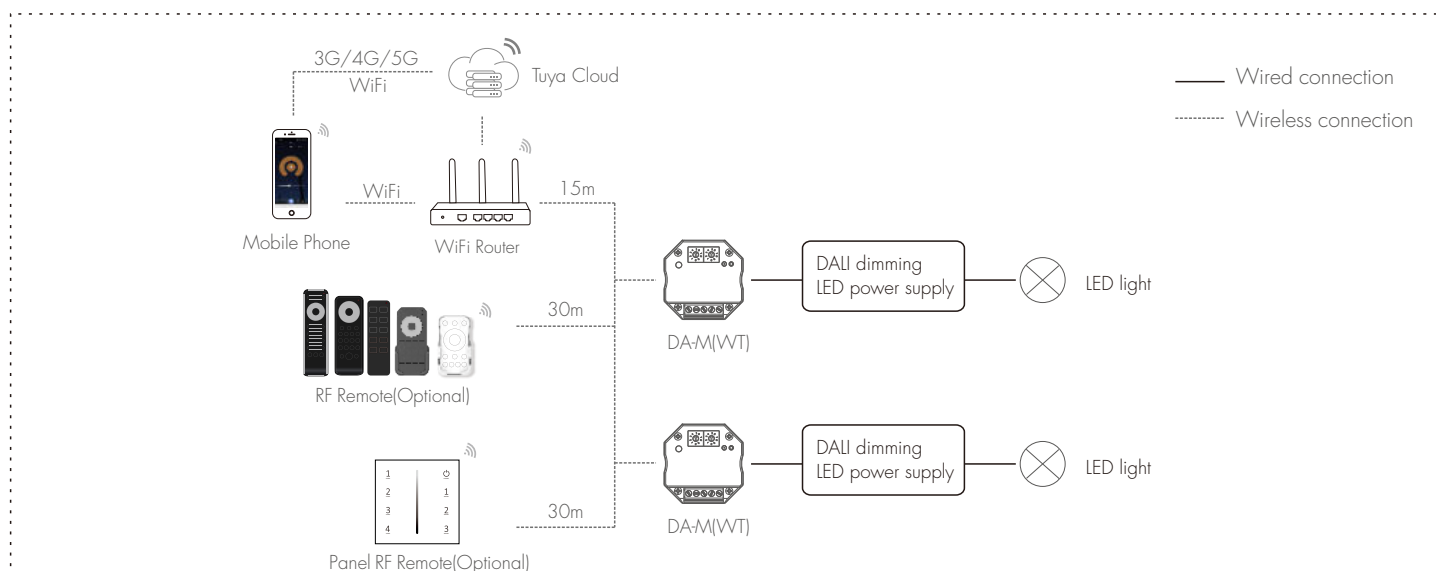 3G/4G/5G
WiFi
Tuya Cloud
Wired connection
Wireless connection
WiFi
15m
Mobile Phone
WiFi Router
DALI dimming
LED power supply
LED light
DA-M(WT)
30m
RF Remote(Optional)
DALI dimming
LED power supply
LED light
DA-M(WT)
1
2 1
3 2
4 3
30m
Panel RF Remote(Optional)